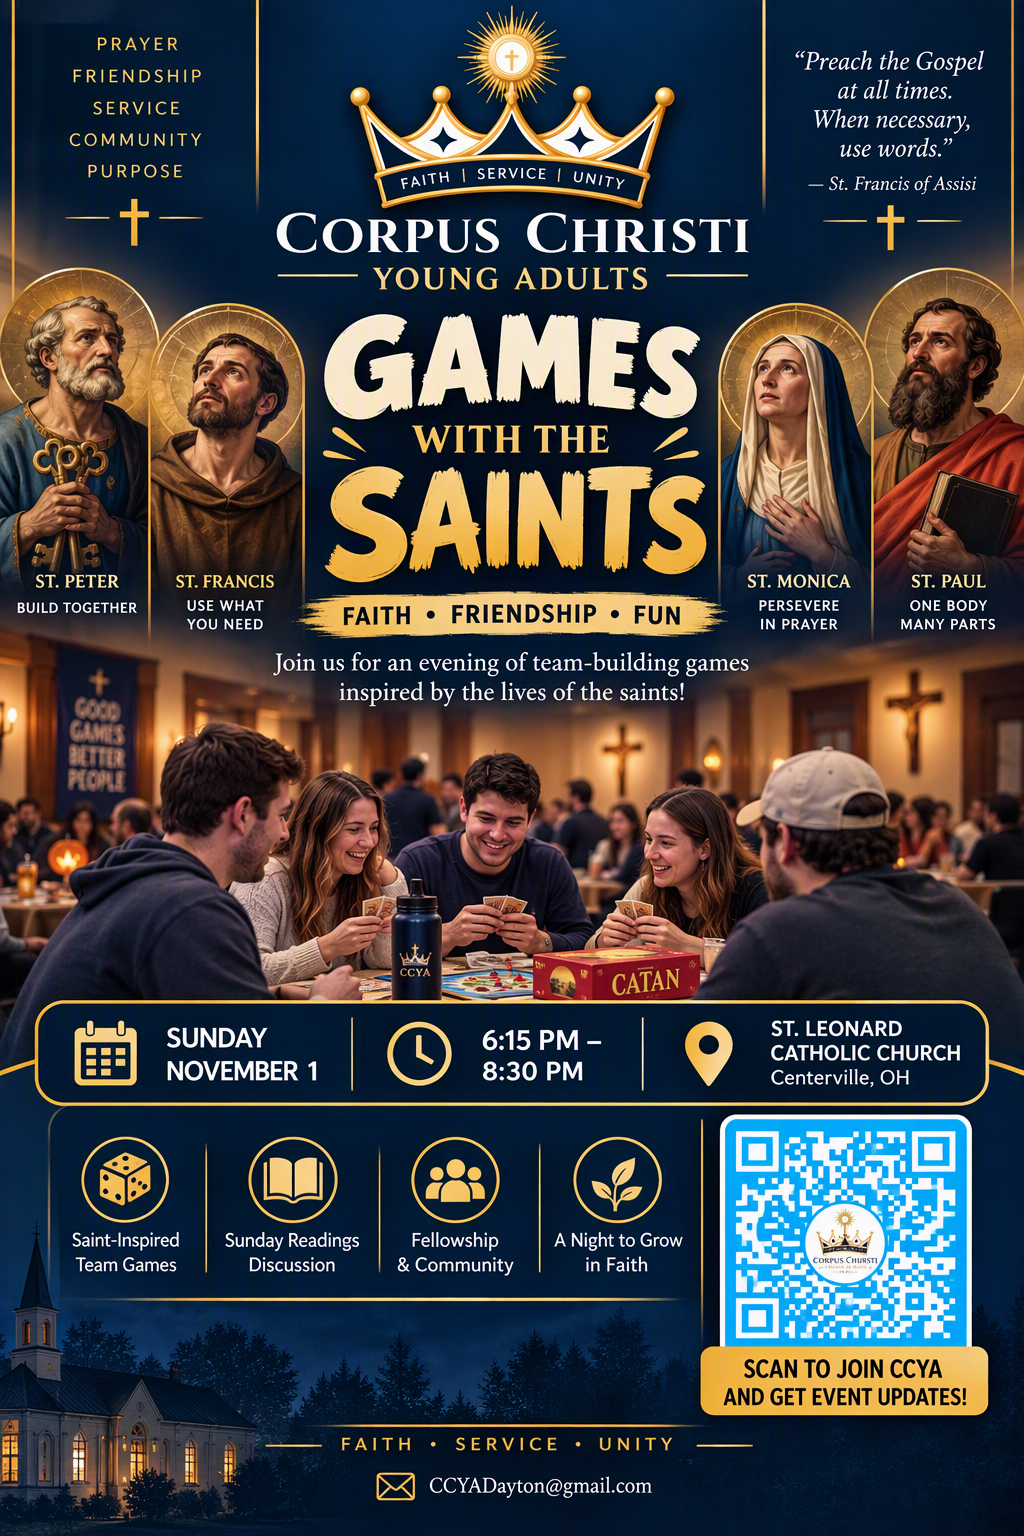 PRAYER
FRIENDSHIP
SERVICE
COMMUNITY
PURPOSE
FAITH | SERVICE | UNITY
CORPUS CHRISTI
YOUNG ADULTS
“Preach the Gospel
at all times.
When necessary,
use words.”
— St. Francis of Assisi
GAMES
WITH THE
SAINTS
FAITH • FRIENDSHIP • FUN
ST. PETER
BUILD TOGETHER
ST. FRANCIS
USE WHAT
YOU NEED
ST. MONICA
PERSEVERE
IN PRAYER
ST. PAUL
ONE BODY
MANY PARTS
Join us for an evening of team-building games
inspired by the lives of the saints!
GOOD
GAMES
BETTER
PEOPLE
CCYA
CATAN
SUNDAY
NOVEMBER 1
6:15 PM –
8:30 PM
ST. LEONARD
CATHOLIC CHURCH
Centerville, OH
Saint-Inspired
Team Games
Sunday Readings
Discussion
Fellowship
& Community
A Night to Grow
in Faith
SCAN TO JOIN CCYA
AND GET EVENT UPDATES!
FAITH • SERVICE • UNITY
CCYADayton@gmail.com